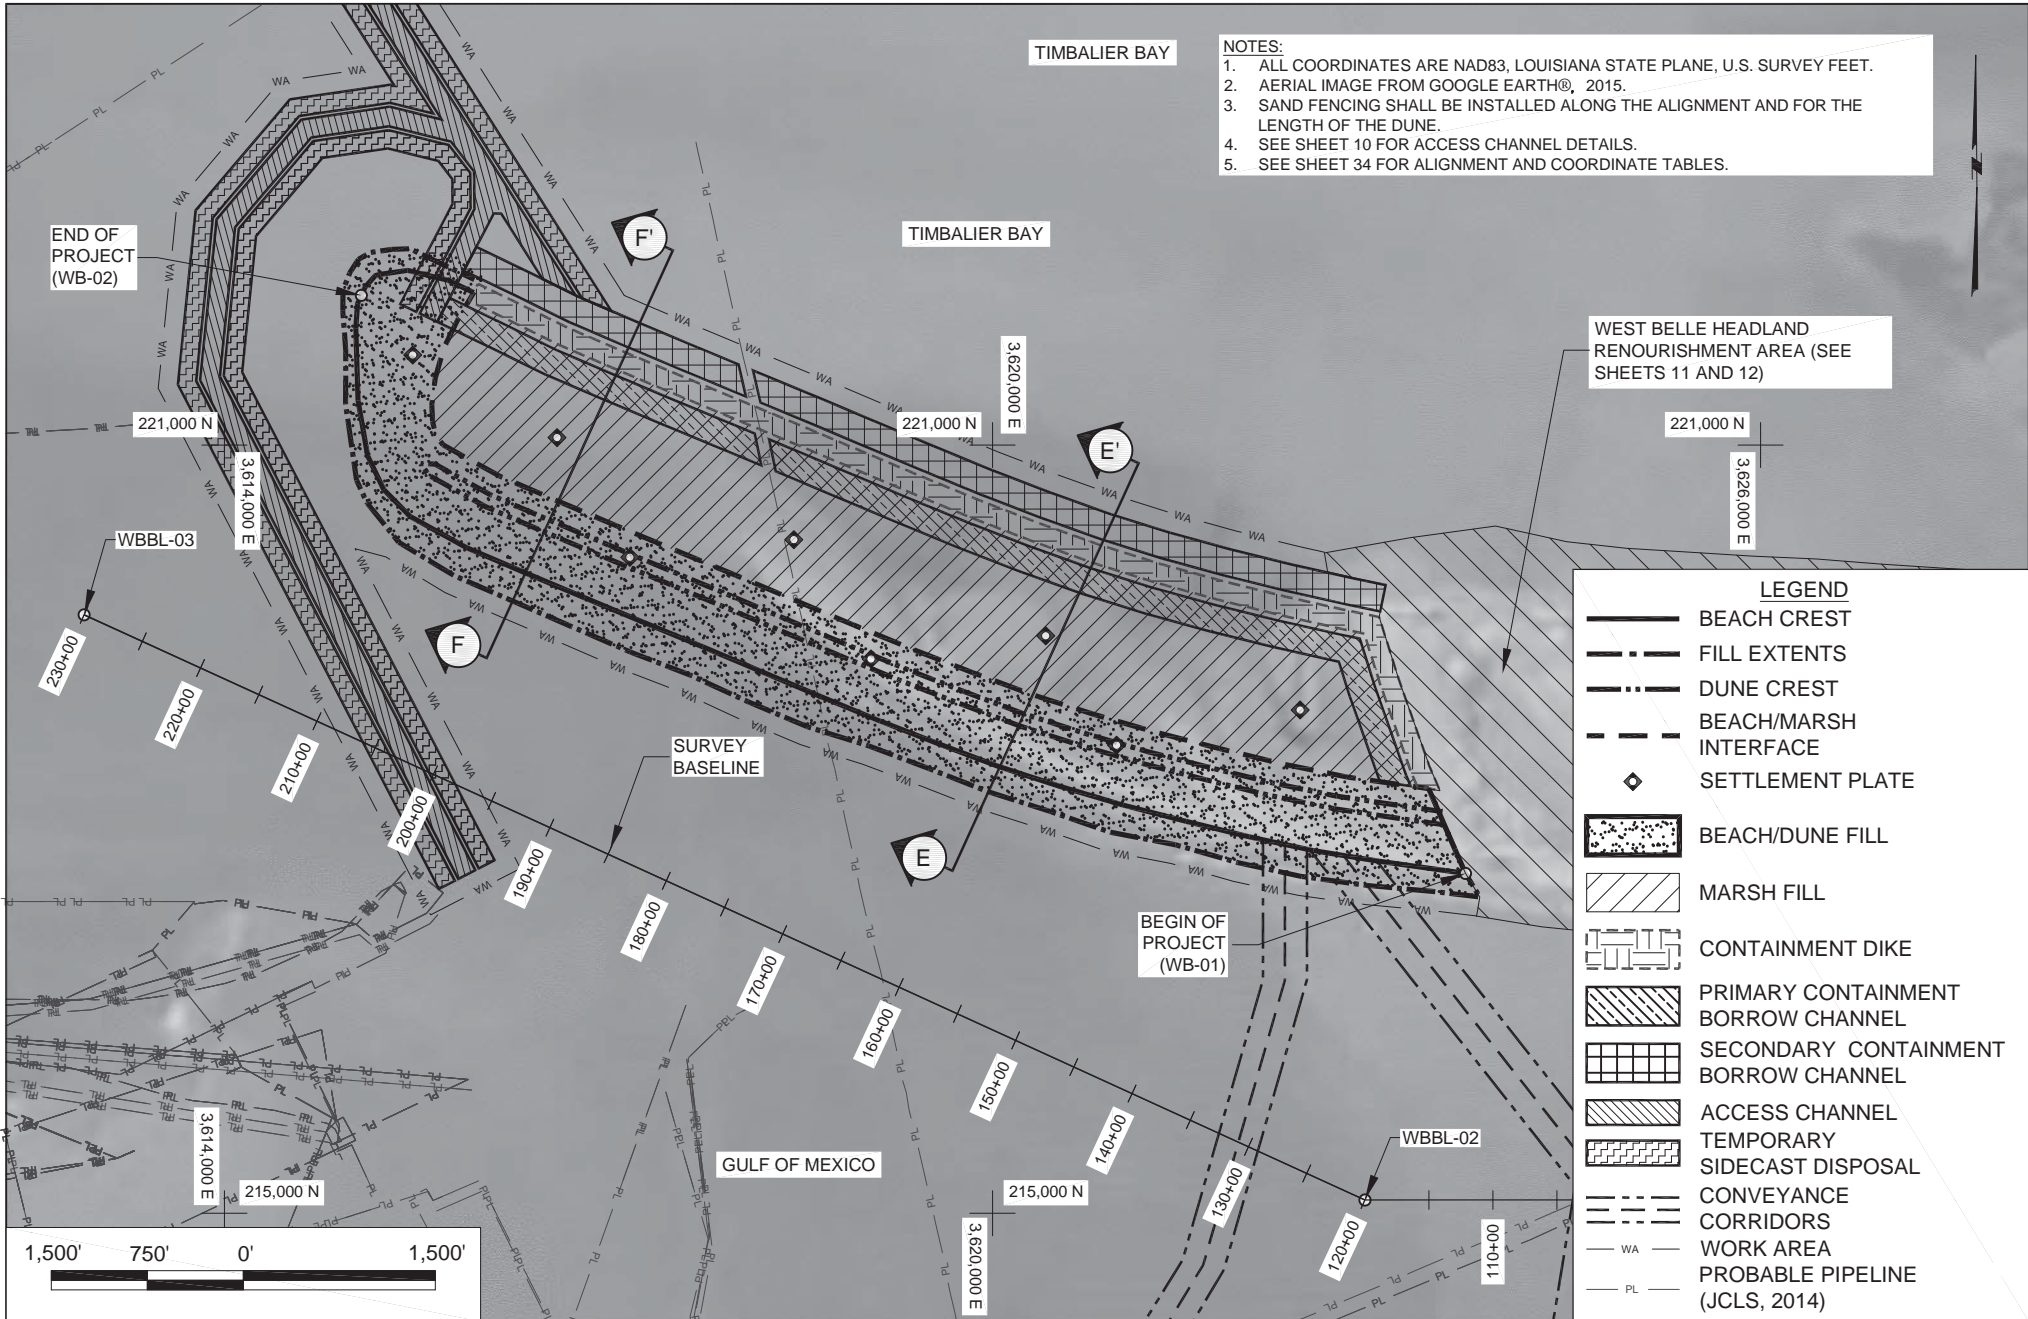 TIMBALIER BAY
NOTES:
1. ALL COORDINATES ARE NAD83, LOUISIANA STATE PLANE, U.S. SURVEY FEET.
2. AERIAL IMAGE FROM GOOGLE EARTH®, 2015.
3. SAND FENCING SHALL BE INSTALLED ALONG THE ALIGNMENT AND FOR THE
LENGTH OF THE DUNE.
4. SEE SHEET 10 FOR ACCESS CHANNEL DETAILS.
5. SEE SHEET 34 FOR ALIGNMENT AND COORDINATE TABLES.
TIMBALIER BAY
END OF
PROJECT
(WB-02)
F'
WEST BELLE HEADLAND
RENOURISHMENT AREA (SEE
SHEETS 11 AND 12)
221,000 N
3,614,000 E
221,000 N
3,620,000 E
221,000 N
3,626,000 E
E'
WBBL-03
F
E
SURVEY
BASELINE
230+00
220+00
210+00
200+00
190+00
180+00
170+00
160+00
150+00
140+00
130+00
120+00
110+00
BEGIN OF
PROJECT
(WB-01)
WBBL-02
GULF OF MEXICO
3,614,000 E
215,000 N
3,620,000 E
215,000 N
1,500' 750' 0' 1,500'
LEGEND
BEACH CREST
FILL EXTENTS
DUNE CREST
BEACH/MARSH
INTERFACE
SETTLEMENT PLATE
BEACH/DUNE FILL
MARSH FILL
CONTAINMENT DIKE
PRIMARY CONTAINMENT
BORROW CHANNEL
SECONDARY CONTAINMENT
BORROW CHANNEL
ACCESS CHANNEL
TEMPORARY
SIDECAST DISPOSAL
CONVEYANCE
CORRIDORS
WA WORK AREA
PL PROBABLE PIPELINE
(JCLS, 2014)